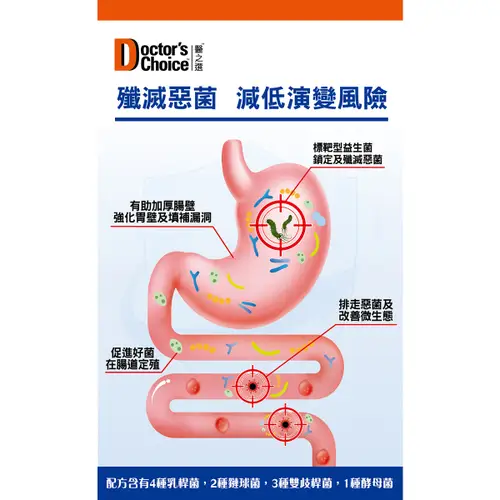 Doctor's
Choice
醫之選
殲滅惡菌 減低演變風險
標靶型益生菌
鎖定及殲滅惡菌
有助加厚腸壁
強化胃壁及填補漏洞
排走惡菌及
改善微生態
促進好菌
在腸道定殖
配方含有4種乳桿菌，2種鏈球菌，3種雙歧桿菌，1種酵母菌